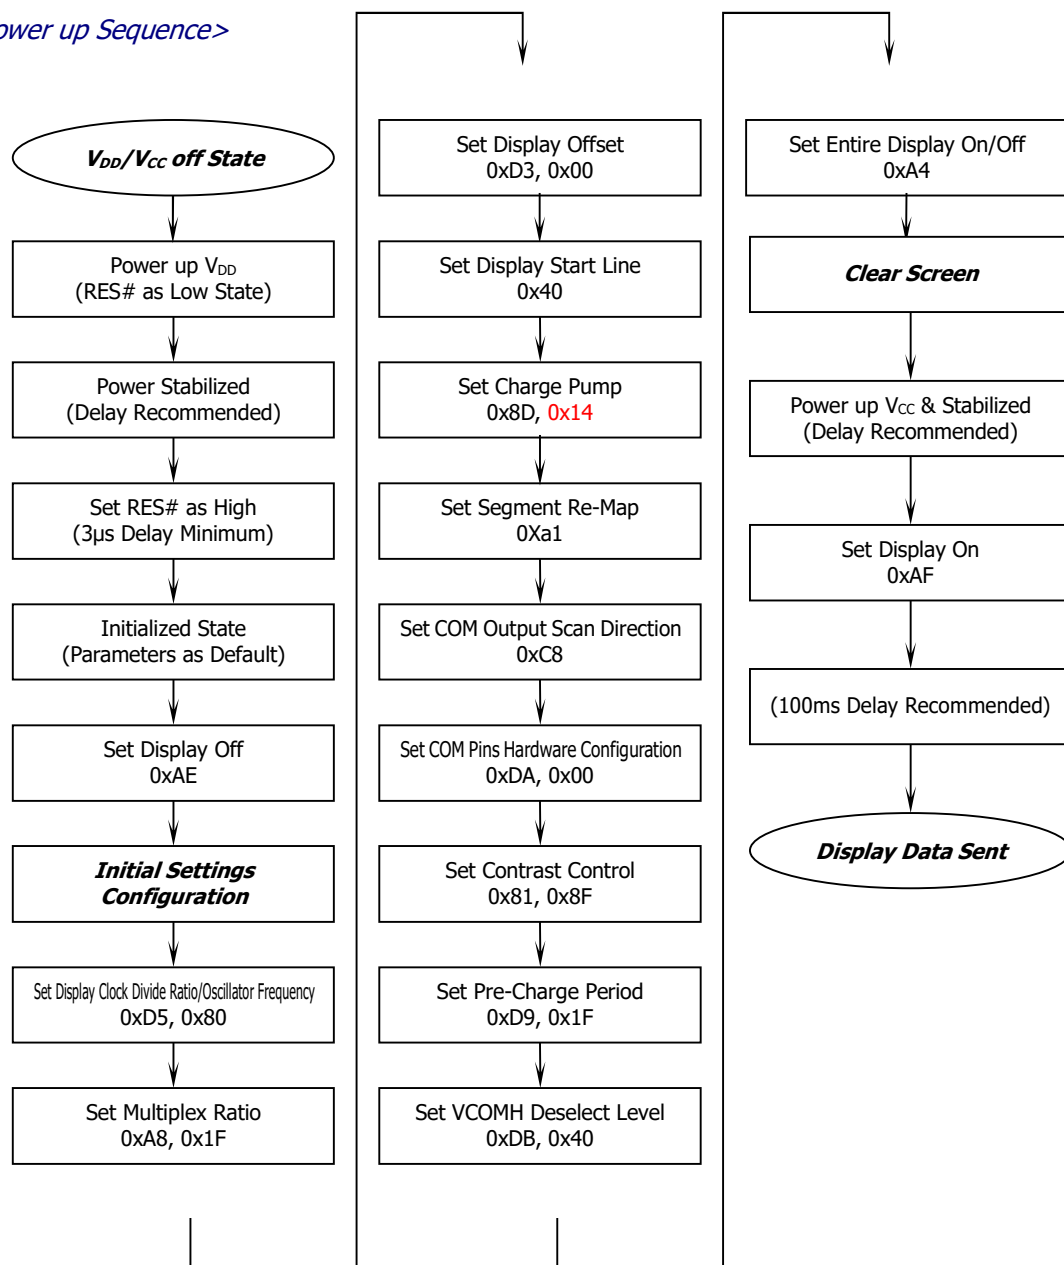 ower up Sequence>
VDD/VCC off State
Power up VDD
(RES# as Low State)
Power Stabilized
(Delay Recommended)
Set RES# as High
(3µs Delay Minimum)
Initialized State
(Parameters as Default)
Set Display Off
0xAE
Initial Settings
Configuration
Set Display Clock Divide Ratio/Oscillator Frequency
0xD5, 0x80
Set Multiplex Ratio
0xA8, 0x1F
Set Display Offset
0xD3, 0x00
Set Display Start Line
0x40
Set Charge Pump
0x8D, 0x14
Set Segment Re-Map
0Xa1
Set COM Output Scan Direction
0xC8
Set COM Pins Hardware Configuration
0xDA, 0x00
Set Contrast Control
0x81, 0x8F
Set Pre-Charge Period
0xD9, 0x1F
Set VCOMH Deselect Level
0xDB, 0x40
Set Entire Display On/Off
0xA4
Clear Screen
Power up VCC & Stabilized
(Delay Recommended)
Set Display On
0xAF
(100ms Delay Recommended)
Display Data Sent